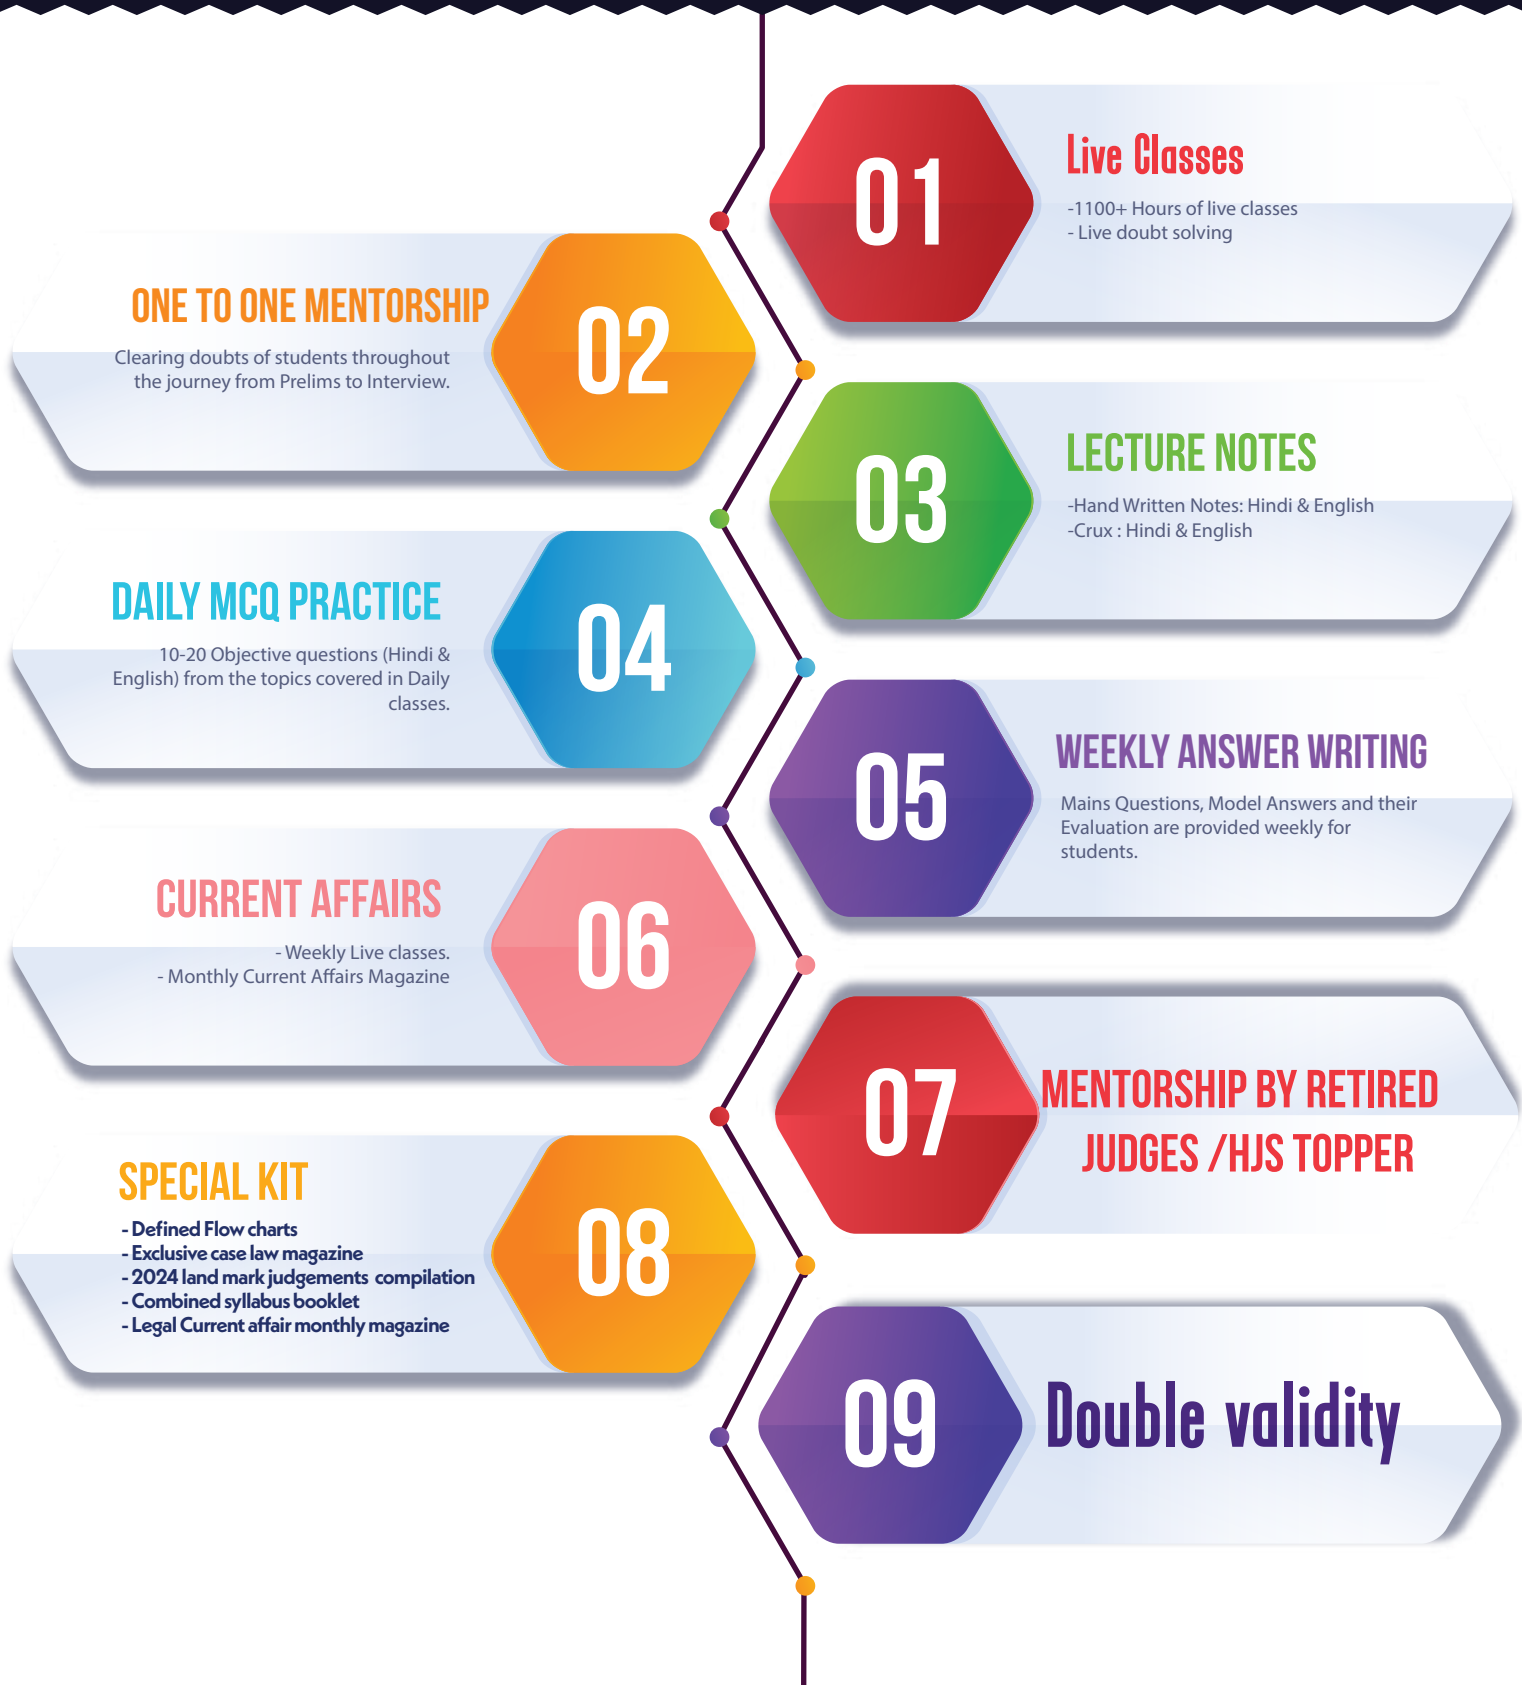 01
Live Classes
-1100+ Hours of live classes
- Live doubt solving
ONE TO ONE MENTORSHIP
Clearing doubts of students throughout
the journey from Prelims to Interview.
02
03
LECTURE NOTES
-Hand Written Notes: Hindi & English
-Crux : Hindi & English
DAILY MCQ PRACTICE
10-20 Objective questions (Hindi &
English) from the topics covered in Daily
classes.
04
05
WEEKLY ANSWER WRITING
Mains Questions, Model Answers and their
Evaluation are provided weekly for
students.
CURRENT AFFAIRS
- Weekly Live classes.
- Monthly Current Affairs Magazine
06
07
MENTORSHIP BY RETIRED
JUDGES /HJS TOPPER
SPECIAL KIT
- Defined Flow charts
- Exclusive case law magazine
- 2024 land mark judgements compilation
- Combined syllabus booklet
- Legal Current affair monthly magazine
08
09
Double validity